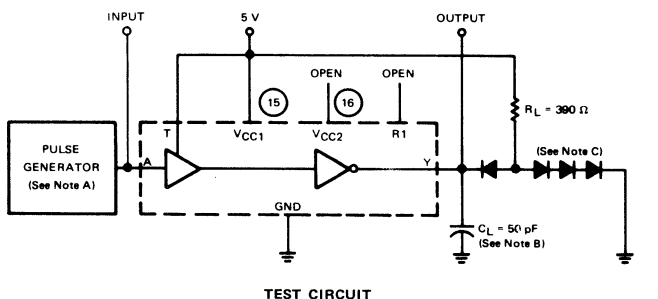 INPUT
5 V
OUTPUT
OPEN
OPEN
15
16
T
VCC1
VCC2
R1
RL = 390 Ω
PULSE
GENERATOR
(See Note A)
A
Y
(See Note C)
GND
CL = 50 pF
(See Note B)
TEST CIRCUIT